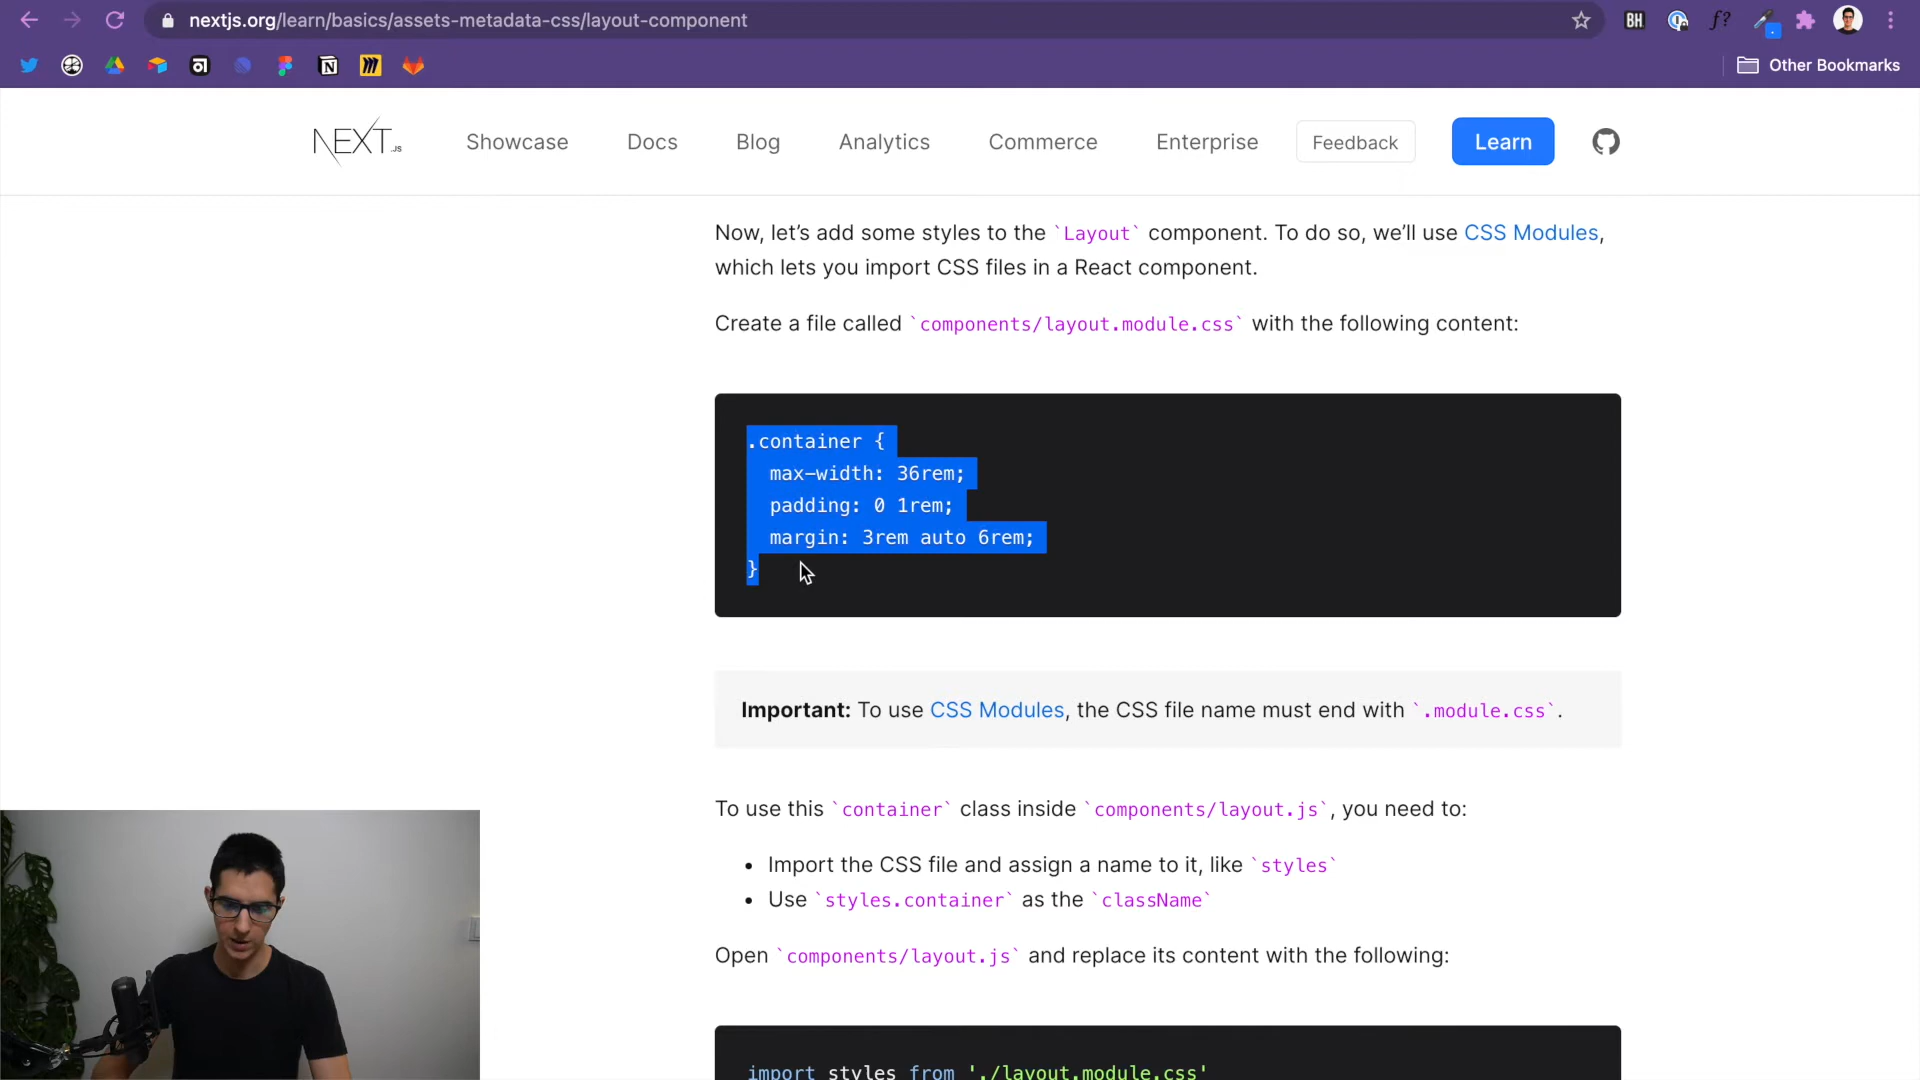 nextjs.org/learn/basics/assets-metadata-css/layout-component
BH
f?
N
Other Bookmarks
NEXT.JS
Showcase
Docs
Blog
Analytics
Commerce
Enterprise
Feedback
Learn
Now, let’s add some styles to the `Layout` component. To do so, we’ll use CSS Modules,
which lets you import CSS files in a React component.
Create a file called `components/layout.module.css` with the following content:
.container {
max-width: 36rem;
padding: 0 1rem;
margin: 3rem auto 6rem;
}
Important: To use CSS Modules, the CSS file name must end with `.module.css`.
To use this `container` class inside `components/layout.js`, you need to:
• Import the CSS file and assign a name to it, like `styles`
• Use `styles.container` as the `className`
Open `components/layout.js` and replace its content with the following:
import styles from './layout.module.css'